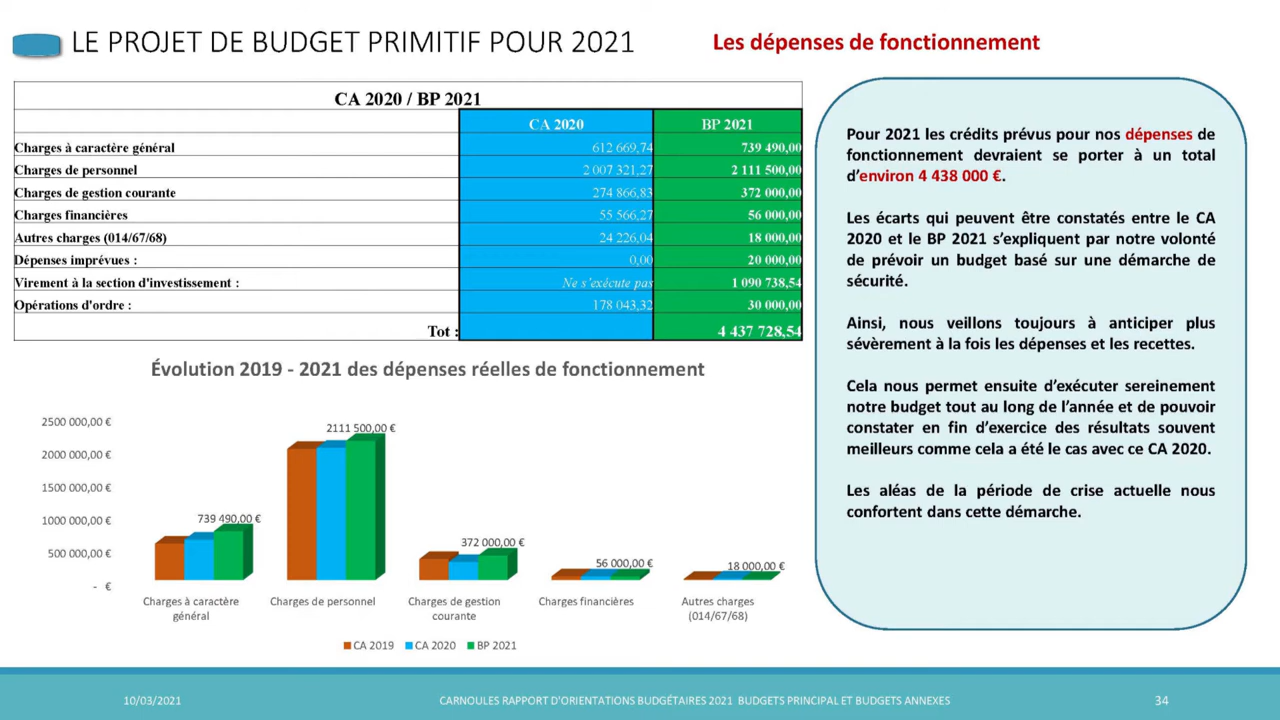 LE PROJET DE BUDGET PRIMITIF POUR 2021
Les dépenses de fonctionnement
CA 2020 / BP 2021
CA 2020 BP 2021
Charges à caractère général 612 669,74 739 490,00
Charges de personnel 2 007 321,27 2 111 500,00
Charges de gestion courante 274 866,83 372 000,00
Charges financières 55 566,27 56 000,00
Autres charges (014/67/68) 24 226,04 18 000,00
Dépenses imprévues : 0,00 20 000,00
Virement à la section d'investissement : Ne s'exécute pas 1 090 738,54
Opérations d'ordre : 178 043,32 30 000,00
Tot : 4 437 728,54
Pour 2021 les crédits prévus pour nos dépenses de
fonctionnement devraient se porter à un total
d'environ 4 438 000 €.
Les écarts qui peuvent être constatés entre le CA
2020 et le BP 2021 s'expliquent par notre volonté
de prévoir un budget basé sur une démarche de
sécurité.
Ainsi, nous veillons toujours à anticiper plus
sévèrement à la fois les dépenses et les recettes.
Cela nous permet ensuite d'exécuter sereinement
notre budget tout au long de l'année et de pouvoir
constater en fin d'exercice des résultats souvent
meilleurs comme cela a été le cas avec ce CA 2020.
Les aléas de la période de crise actuelle nous
confortent dans cette démarche.
Évolution 2019 - 2021 des dépenses réelles de fonctionnement
2500 000,00 €
2000 000,00 €
1500 000,00 €
1000 000,00 €
500 000,00 €
- €
739 490,00 €
2111 500,00 €
372 000,00 €
56 000,00 €
18 000,00 €
Charges à caractère
général
Charges de personnel
Charges de gestion
courante
Charges financières
Autres charges
(014/67/68)
CA 2019 CA 2020 BP 2021
10/03/2021
CARNOULES RAPPORT D'ORIENTATIONS BUDGÉTAIRES 2021 BUDGETS PRINCIPAL ET BUDGETS ANNEXES
34